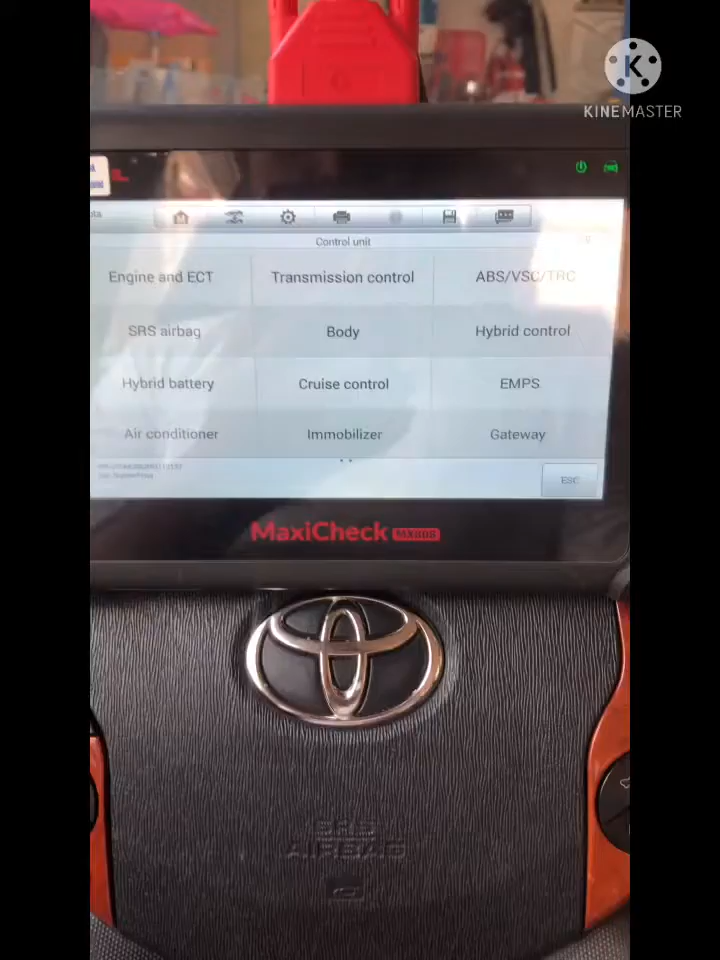 KINEMASTER
Control unit
Engine and ECT
Transmission control
ABS/VSC/TRC
SRS airbag
Body
Hybrid control
Hybrid battery
Cruise control
EMPS
Air conditioner
Immobilizer
Gateway
ESC
MaxiCheck MX808
SRS
AIRBAG